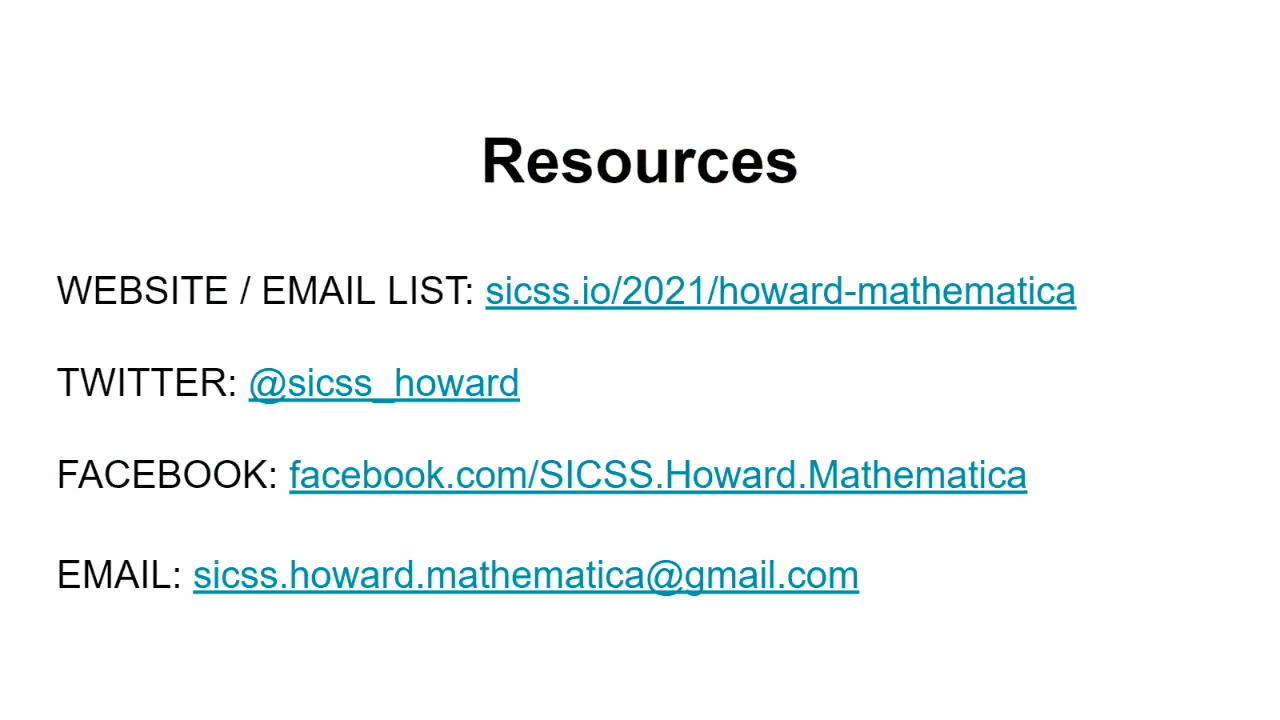 Resources
WEBSITE / EMAIL LIST: sicss.io/2021/howard-mathematica
TWITTER: @sicss_howard
FACEBOOK: facebook.com/SICSS.Howard.Mathematica
EMAIL: sicss.howard.mathematica@gmail.com